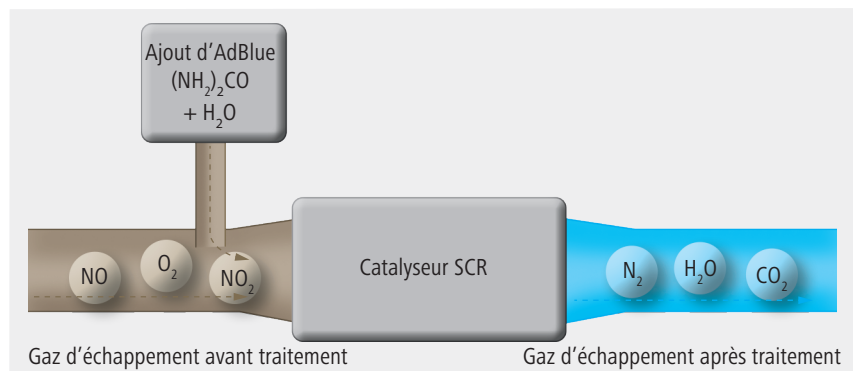 Ajout d’AdBlue
(NH₂)₂CO
+ H₂O
NO
O₂
NO₂
Catalyseur SCR
N₂
H₂O
CO₂
Gaz d’échappement avant traitement
Gaz d’échappement après traitement